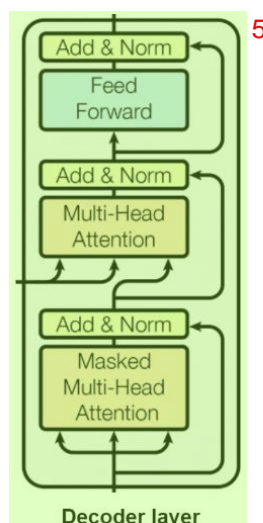 5
Add & Norm
Feed
Forward
Add & Norm
Multi-Head
Attention
Add & Norm
Masked
Multi-Head
Attention
Decoder layer